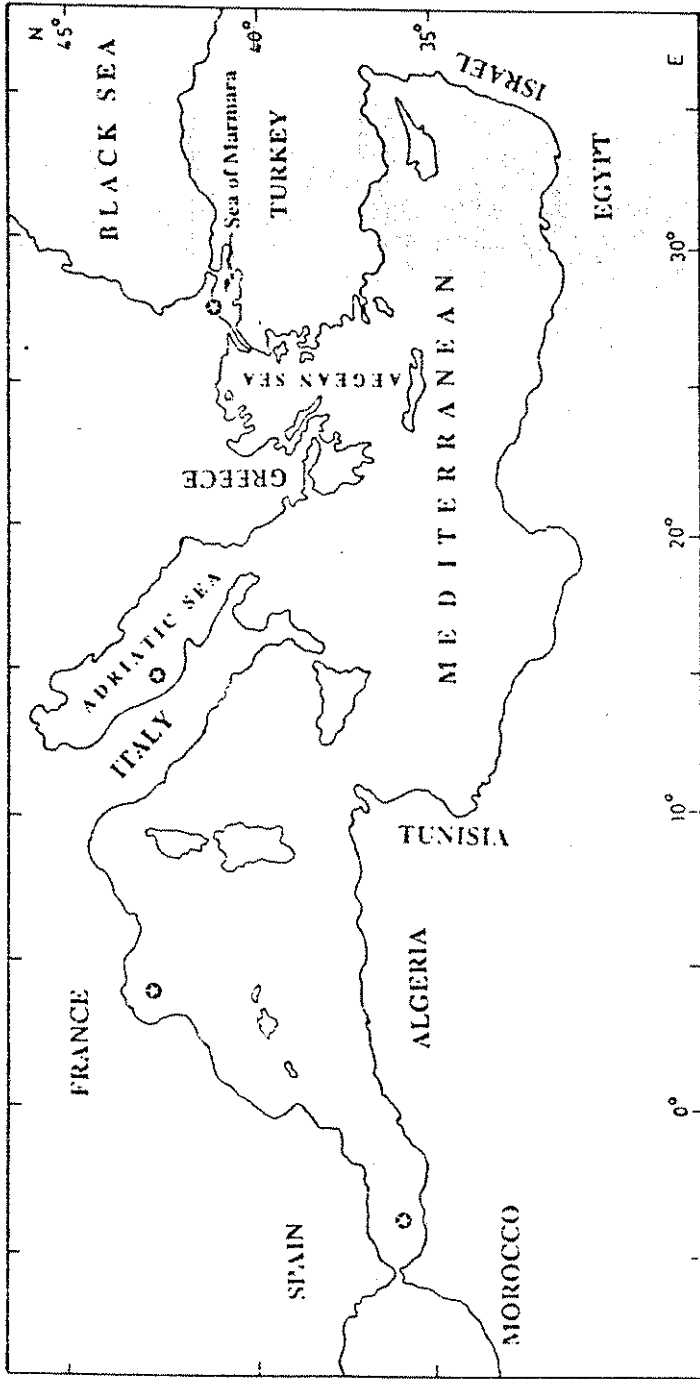 N
45°
40°
35°
BLACK SEA
Sea of Marmara
TURKEY
ISRAEL
E
EGYPT
30°
AEGEAN SEA
GREECE
MEDITERRANEAN
20°
ADRIATIC SEA
ITALY
TUNISIA
10°
FRANCE
ALGERIA
0°
SPAIN
MOROCCO